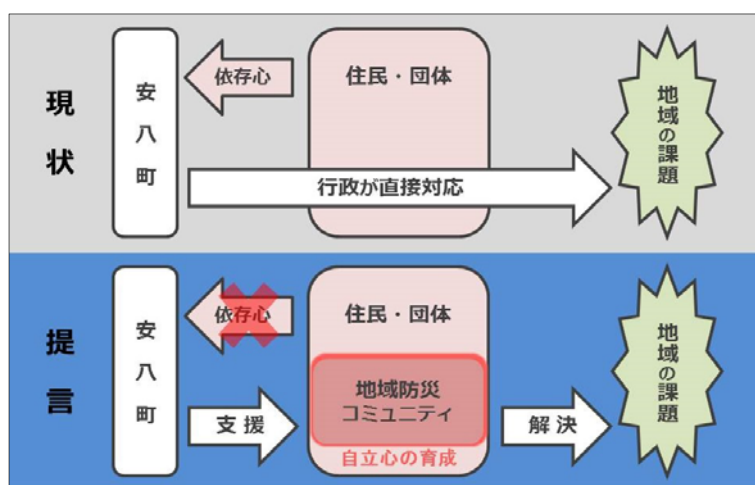 現状
安八町
依存心
住民・団体
行政が直接対応
地域の課題
提言
安八町
依存心
住民・団体
地域防災
コミュニティ
支援
解決
自立心の育成
地域の課題